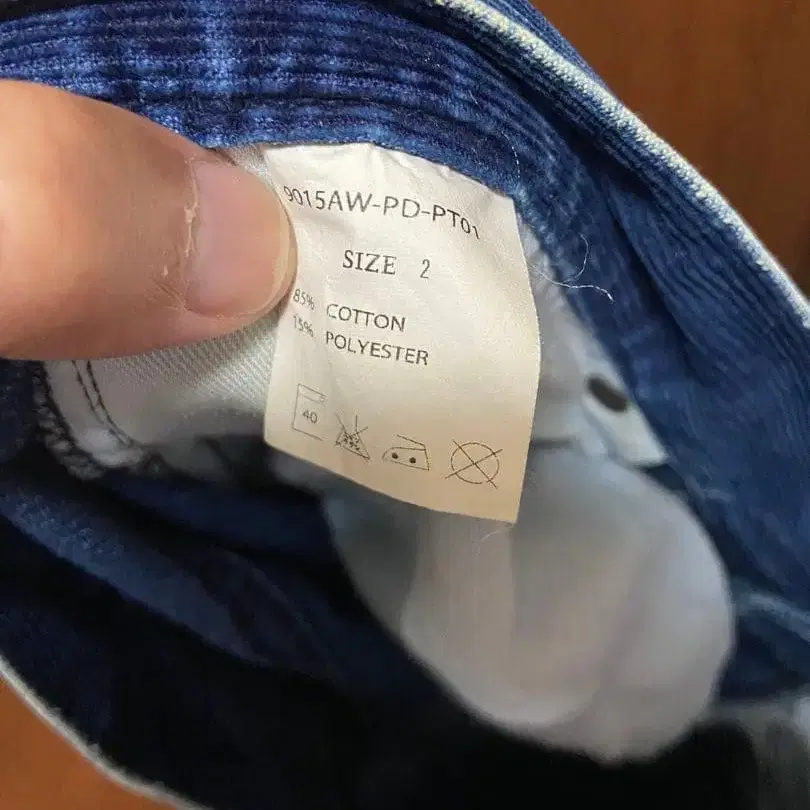 9015AW-PD-PT01
SIZE 2
85% COTTON
15% POLYESTER
40